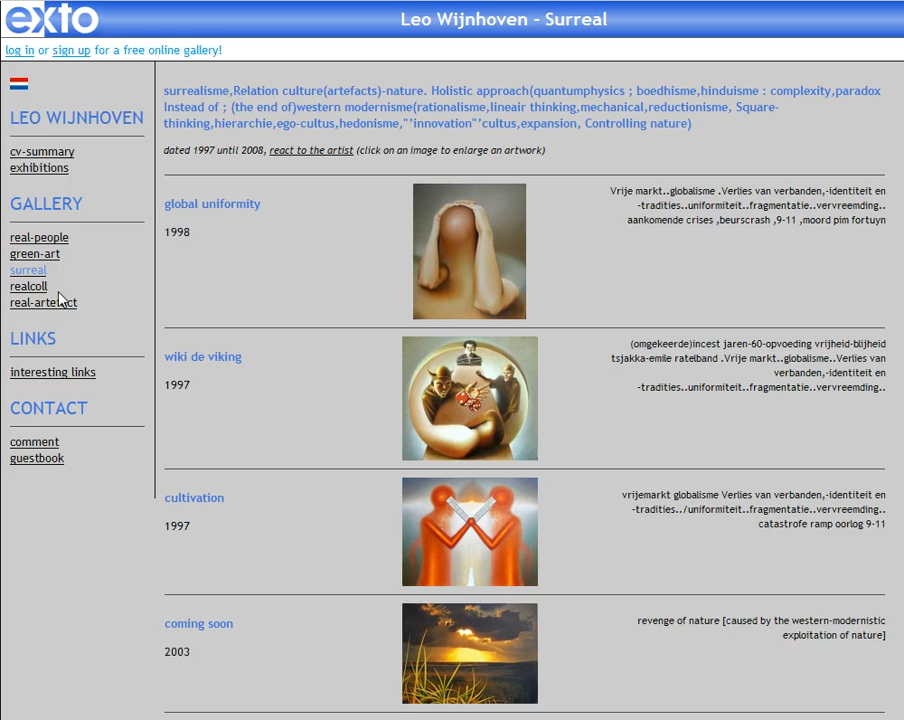 exto
Leo Wijnhoven - Surreal
log in or sign up for a free online gallery!
LEO WIJNHOVEN
cv-summary
exhibitions
GALLERY
real-people
green-art
surreal
realcoll
real-artefact
LINKS
interesting links
CONTACT
comment
guestbook
surrealisme,Relation culture(artefacts)-nature. Holistic approach(quantumphysics ; boedhisme,hinduisme : complexity,paradox
Instead of ; (the end of)western modernisme(rationalisme,lineair thinking,mechanical,reductionisme, Square-
thinking,hierarchie,ego-cultus,hedonisme,"'innovation"'cultus,expansion, Controlling nature)
dated 1997 until 2008, react to the artist (click on an image to enlarge an artwork)
global uniformity
1998
Vrije markt..globalisme .Verlies van verbanden,-identiteit en
-tradities..uniformiteit..fragmentatie..vervreemding..
aankomende crises ,beurscrash ,9-11 ,moord pim fortuyn
wiki de viking
1997
(omgekeerde)incest jaren-60-opvoeding vrijheid-blijheid
tsjakka-emile ratelband .Vrije markt..globalisme..Verlies van
verbanden,-identiteit en
-tradities..uniformiteit..fragmentatie..vervreemding..
cultivation
1997
vrijemarkt globalisme Verlies van verbanden,-identiteit en
-tradities../uniformiteit..fragmentatie..vervreemding..
catastrofe ramp oorlog 9-11
coming soon
2003
revenge of nature [caused by the western-modernistic
exploitation of nature]